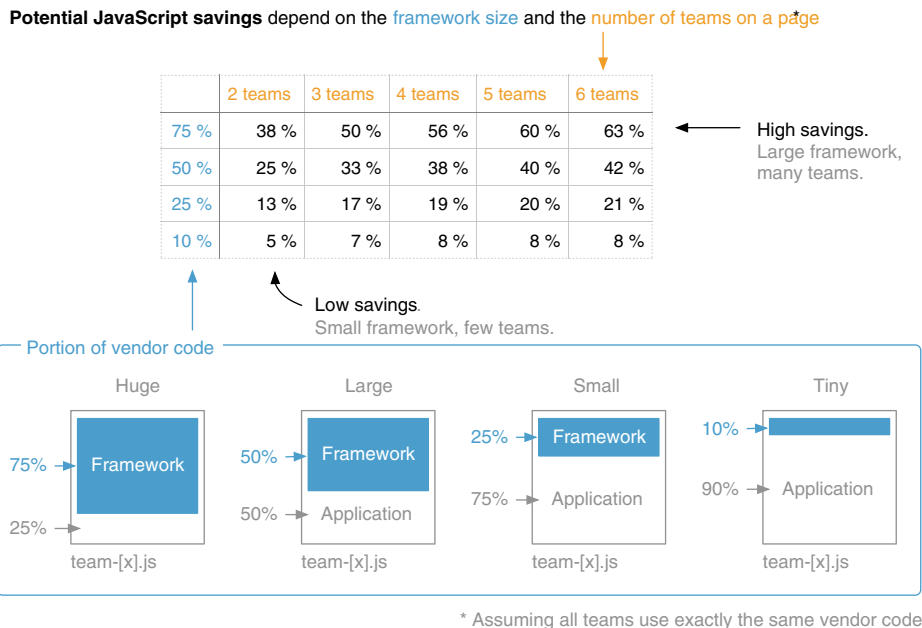 Potential JavaScript savings depend on the framework size and the number of teams on a page*
2 teams 3 teams 4 teams 5 teams 6 teams
75 % 38 % 50 % 56 % 60 % 63 %
50 % 25 % 33 % 38 % 40 % 42 %
25 % 13 % 17 % 19 % 20 % 21 %
10 % 5 % 7 % 8 % 8 % 8 %
High savings.
Large framework,
many teams.
Low savings.
Small framework, few teams.
Portion of vendor code
Huge
75%
Framework
25%
team-[x].js
Large
50%
Framework
50%
Application
team-[x].js
Small
25%
Framework
75%
Application
team-[x].js
Tiny
10%
90%
Application
team-[x].js
* Assuming all teams use exactly the same vendor code